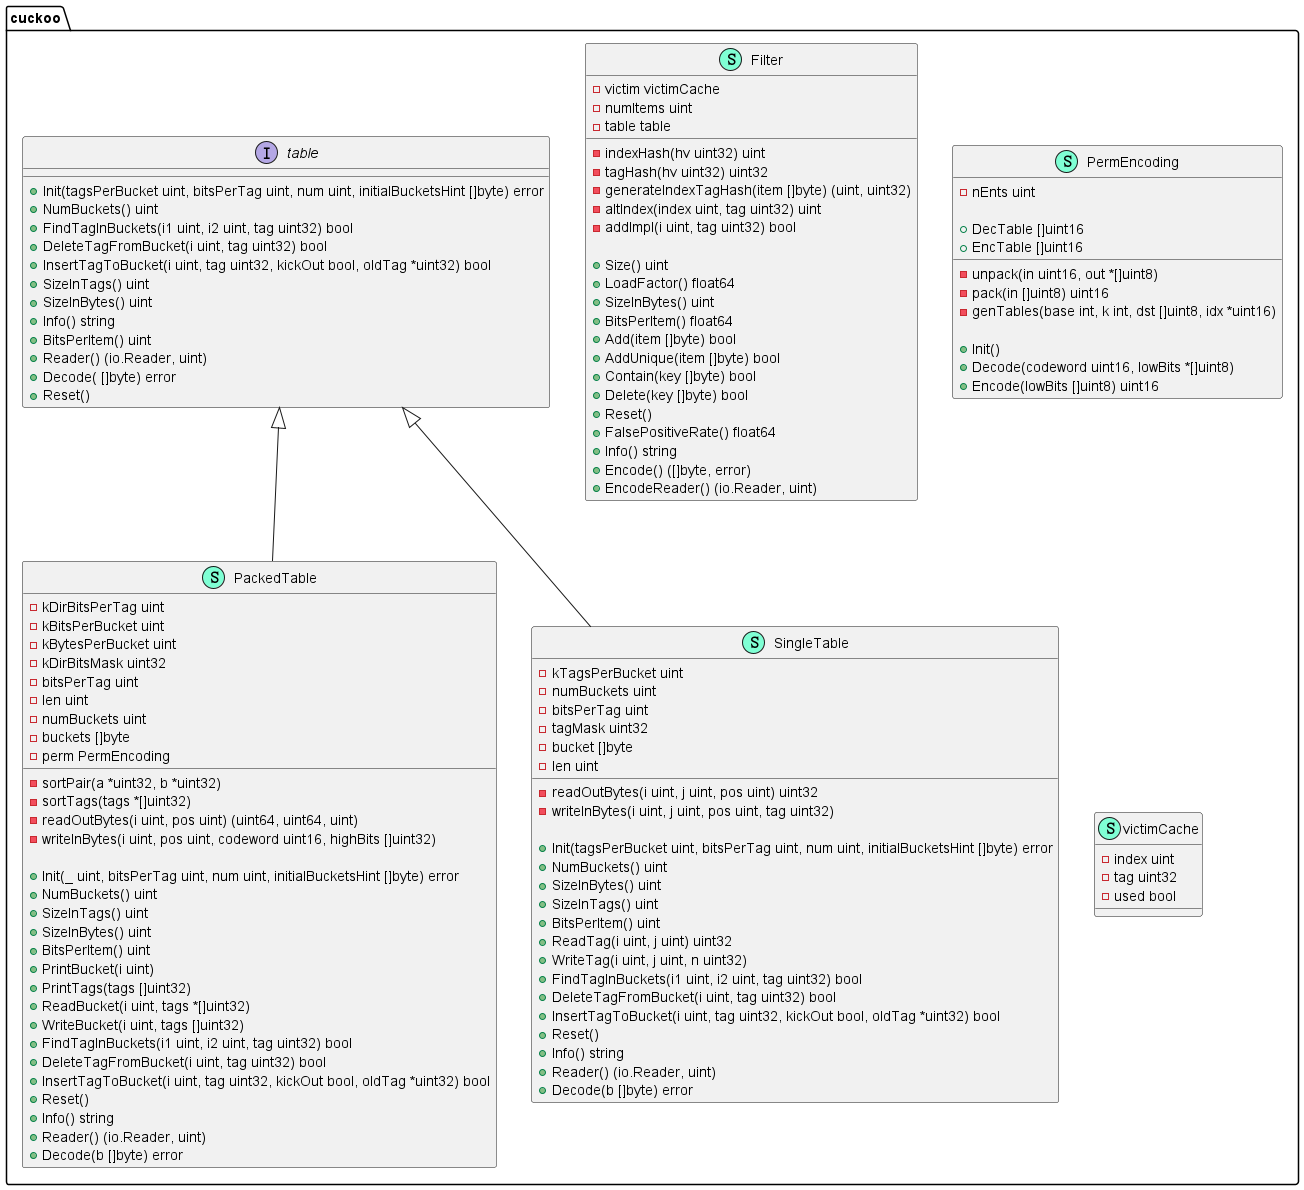 cuckoo
I table
Init(tagsPerBucket uint, bitsPerTag uint, num uint, initialBucketsHint []byte) error
NumBuckets() uint
FindTagInBuckets(i1 uint, i2 uint, tag uint32) bool
DeleteTagFromBucket(i uint, tag uint32) bool
InsertTagToBucket(i uint, tag uint32, kickOut bool, oldTag *uint32) bool
SizeInTags() uint
SizeInBytes() uint
Info() string
BitsPerItem() uint
Reader() (io.Reader, uint)
Decode( []byte) error
Reset()
S Filter
victim victimCache
numItems uint
table table
indexHash(hv uint32) uint
tagHash(hv uint32) uint32
generateIndexTagHash(item []byte) (uint, uint32)
altIndex(index uint, tag uint32) uint
addImpl(i uint, tag uint32) bool
Size() uint
LoadFactor() float64
SizeInBytes() uint
BitsPerItem() float64
Add(item []byte) bool
AddUnique(item []byte) bool
Contain(key []byte) bool
Delete(key []byte) bool
Reset()
FalsePositiveRate() float64
Info() string
Encode() ([]byte, error)
EncodeReader() (io.Reader, uint)
S PermEncoding
nEnts uint
DecTable []uint16
EncTable []uint16
unpack(in uint16, out *[]uint8)
pack(in []uint8) uint16
genTables(base int, k int, dst []uint8, idx *uint16)
Init()
Decode(codeword uint16, lowBits *[]uint8)
Encode(lowBits []uint8) uint16
S PackedTable
kDirBitsPerTag uint
kBitsPerBucket uint
kBytesPerBucket uint
kDirBitsMask uint32
bitsPerTag uint
len uint
numBuckets uint
buckets []byte
perm PermEncoding
sortPair(a *uint32, b *uint32)
sortTags(tags *[]uint32)
readOutBytes(i uint, pos uint) (uint64, uint64, uint)
writeInBytes(i uint, pos uint, codeword uint16, highBits []uint32)
Init(_ uint, bitsPerTag uint, num uint, initialBucketsHint []byte) error
NumBuckets() uint
SizeInTags() uint
SizeInBytes() uint
BitsPerItem() uint
PrintBucket(i uint)
PrintTags(tags []uint32)
ReadBucket(i uint, tags *[]uint32)
WriteBucket(i uint, tags []uint32)
FindTagInBuckets(i1 uint, i2 uint, tag uint32) bool
DeleteTagFromBucket(i uint, tag uint32) bool
InsertTagToBucket(i uint, tag uint32, kickOut bool, oldTag *uint32) bool
Reset()
Info() string
Reader() (io.Reader, uint)
Decode(b []byte) error
S SingleTable
kTagsPerBucket uint
numBuckets uint
bitsPerTag uint
tagMask uint32
bucket []byte
len uint
readOutBytes(i uint, j uint, pos uint) uint32
writeInBytes(i uint, j uint, pos uint, tag uint32)
Init(tagsPerBucket uint, bitsPerTag uint, num uint, initialBucketsHint []byte) error
NumBuckets() uint
SizeInBytes() uint
SizeInTags() uint
BitsPerItem() uint
ReadTag(i uint, j uint) uint32
WriteTag(i uint, j uint, n uint32)
FindTagInBuckets(i1 uint, i2 uint, tag uint32) bool
DeleteTagFromBucket(i uint, tag uint32) bool
InsertTagToBucket(i uint, tag uint32, kickOut bool, oldTag *uint32) bool
Reset()
Info() string
Reader() (io.Reader, uint)
Decode(b []byte) error
S victimCache
index uint
tag uint32
used bool